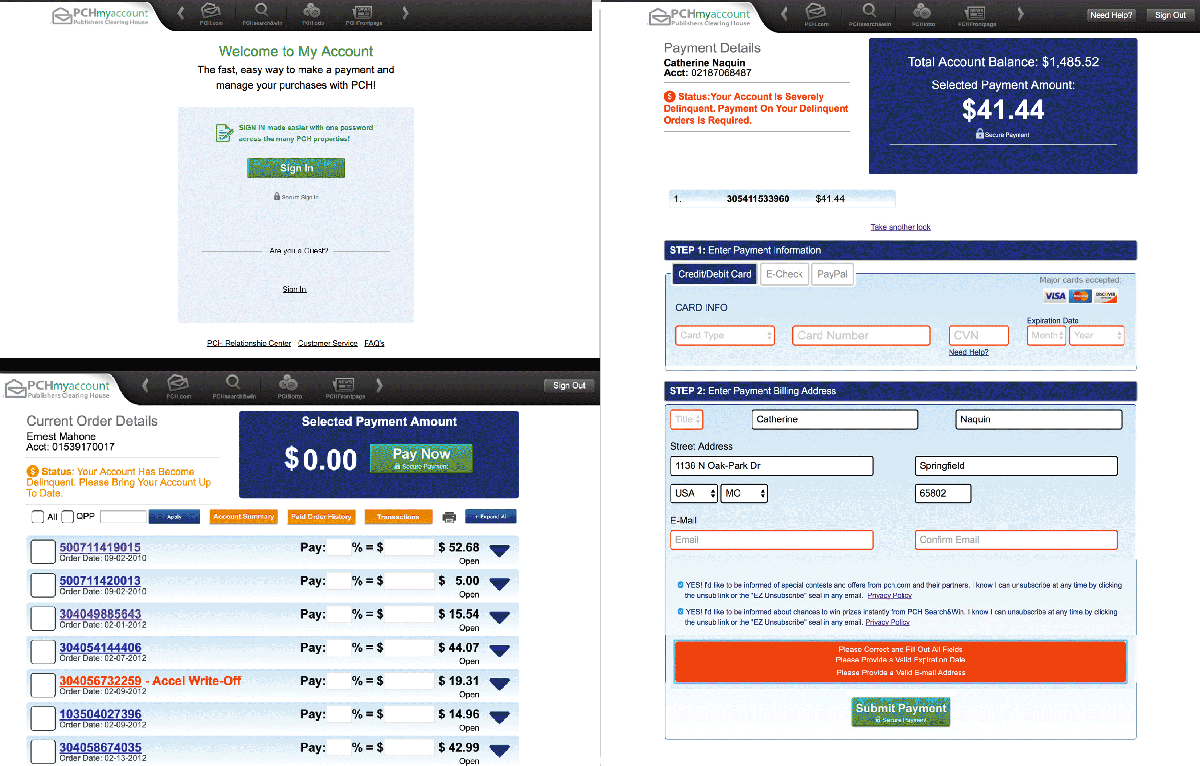 PCHmyaccount
Publishers Clearing House
PCH.com
PCHsearch&win
PCHlotto
PCHFrontpage
Welcome to My Account
The fast, easy way to make a payment and
manage your purchases with PCH!
SIGN IN made easier with one password
across the many PCH properties!
Sign In
Secure Sign In
Are you a Guest?
Sign In
PCH Relationship Center Customer Service FAQs
PCHmyaccount
Publishers Clearing House
PCH.com
PCHsearch&win
PCHlotto
NEWS
PCHFrontpage
Sign Out
Current Order Details
Ernest Mahone
Acct: 01539170017
$ Status: Your Account Has Become
Delinquent. Please Bring Your Account Up
To Date.
Selected Payment Amount
$0.00
Pay Now
Secure Payment
All QPP Apply Account Summary Paid Order History Transactions + Expand All
500711419015 Pay: % = $ $ 52.68
Order Date: 09-02-2010 Open
500711420013 Pay: % = $ $ 5.00
Order Date: 09-02-2010 Open
304049885643 Pay: % = $ $ 15.54
Order Date: 02-01-2012 Open
304054144406 Pay: % = $ $ 44.07
Order Date: 02-07-2012 Open
304056732259 - Accel Write-Off Pay: % = $ $ 19.31
Order Date: 02-09-2012 Open
103504027396 Pay: % = $ $ 14.96
Order Date: 02-09-2012 Open
304058674035 Pay: % = $ $ 42.99
Order Date: 02-13-2012 Open
PCHmyaccount
Publishers Clearing House
PCH.com
PCHsearch&win
PCHlotto
NEWS
PCHFrontpage
Need Help? Sign Out
Payment Details
Catherine Naquin
Acct: 02187068487
$ Status:Your Account Is Severely
Delinquent. Payment On Your Delinquent
Orders Is Required.
Total Account Balance: $1,485.52
Selected Payment Amount:
$41.44
Secure Payment
1. 305411533960 $41.44
Take another look
STEP 1: Enter Payment Information
Credit/Debit Card E-Check PayPal
Major cards accepted:
VISA MasterCard DISCOVER
CARD INFO
Expiration Date
Card Type Card Number CVN Month Year
Need Help?
STEP 2: Enter Payment Billing Address
Title Catherine Naquin
Street Address
1136 N Oak-Park Dr Springfield
USA MC 65802
E-Mail
Email Confirm Email
YES! I'd like to be informed of special contests and offers from pch.com and their partners. I know I can unsubscribe at any time by clicking
the unsub link or the "EZ Unsubscribe" seal in any email. Privacy Policy
YES! I'd like to be informed about chances to win prizes instantly from PCH Search&Win. I know I can unsubscribe at any time by clicking
the unsub link or the "EZ Unsubscribe" seal in any email. Privacy Policy
Please Correct and Fill Out All Fields
Please Provide a Valid Expiration Date
Please Provide a Valid E-mail Address
Submit Payment
Secure Payment